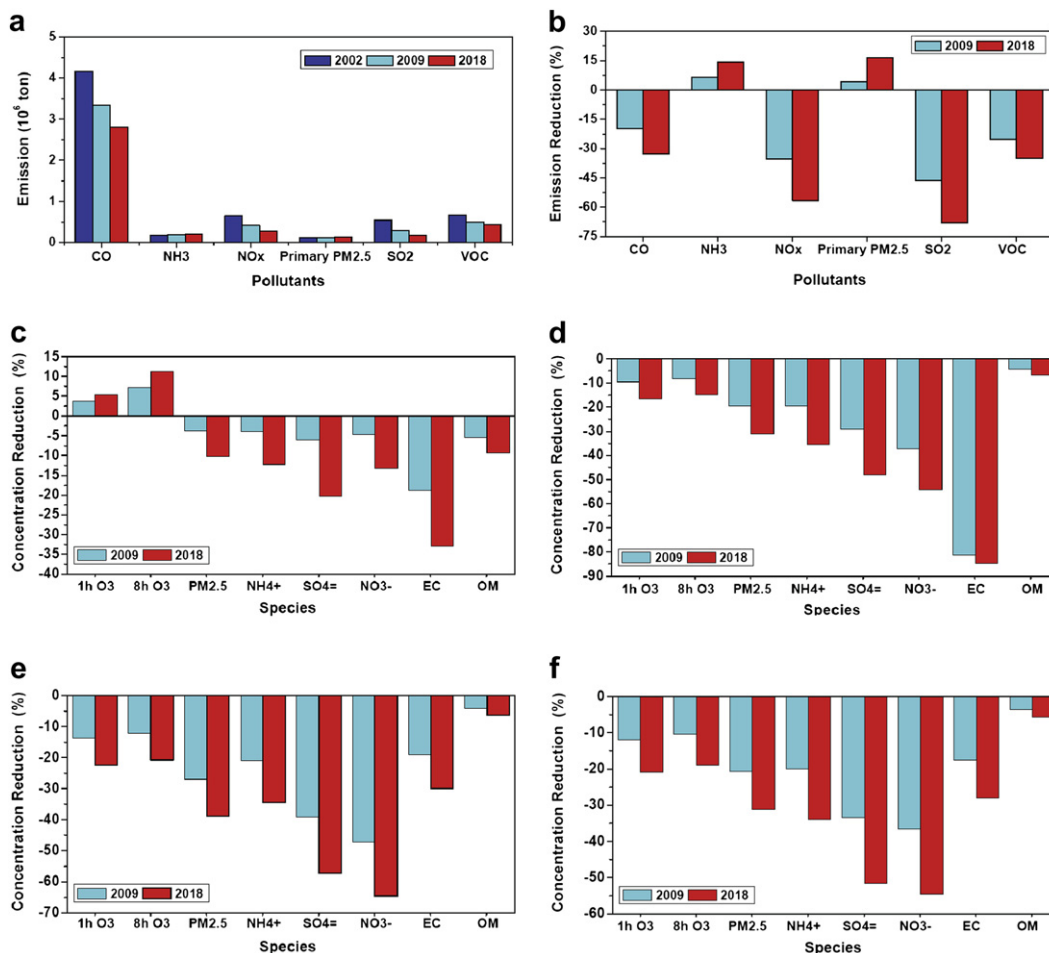 a
Emission (10⁶ ton)
5
4
3
2
1
0
2002 2009 2018
CO NH3 NOx Primary PM2.5 SO2 VOC
Pollutants
b
Emission Reduction (%)
30
15
0
-15
-30
-45
-60
-75
2009 2018
CO NH3 NOx Primary PM2.5 SO2 VOC
Pollutants
c
Concentration Reduction (%)
15
10
5
0
-5
-10
-15
-20
-25
-30
-35
-40
2009 2018
1h O3 8h O3 PM2.5 NH4+ SO4= NO3- EC OM
Species
d
Concentration Reduction (%)
0
-10
-20
-30
-40
-50
-60
-70
-80
-90
2009 2018
1h O3 8h O3 PM2.5 NH4+ SO4= NO3- EC OM
Species
e
Concentration Reduction (%)
0
-10
-20
-30
-40
-50
-60
-70
2009 2018
1h O3 8h O3 PM2.5 NH4+ SO4= NO3- EC OM
Species
f
Concentration Reduction (%)
0
-10
-20
-30
-40
-50
-60
2009 2018
1h O3 8h O3 PM2.5 NH4+ SO4= NO3- EC OM
Species